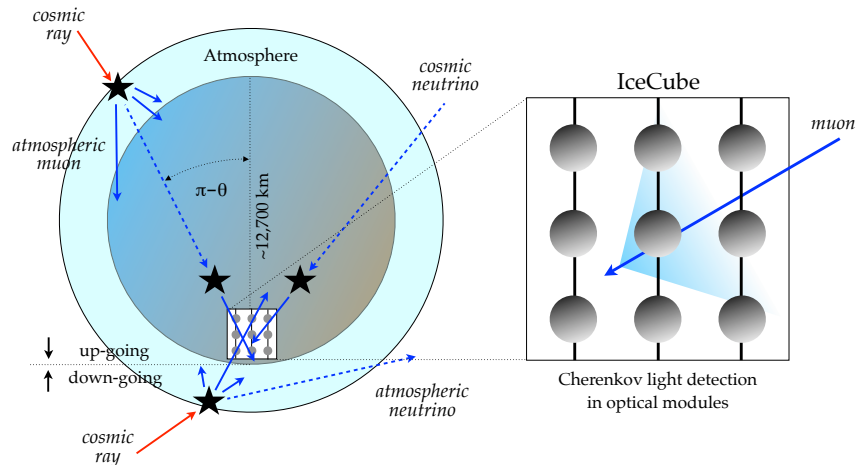 cosmic
ray
Atmosphere
cosmic
neutrino
IceCube
atmospheric
muon
muon
π−θ
~12,700 km
up-going
down-going
atmospheric
neutrino
cosmic
ray
Cherenkov light detection
in optical modules